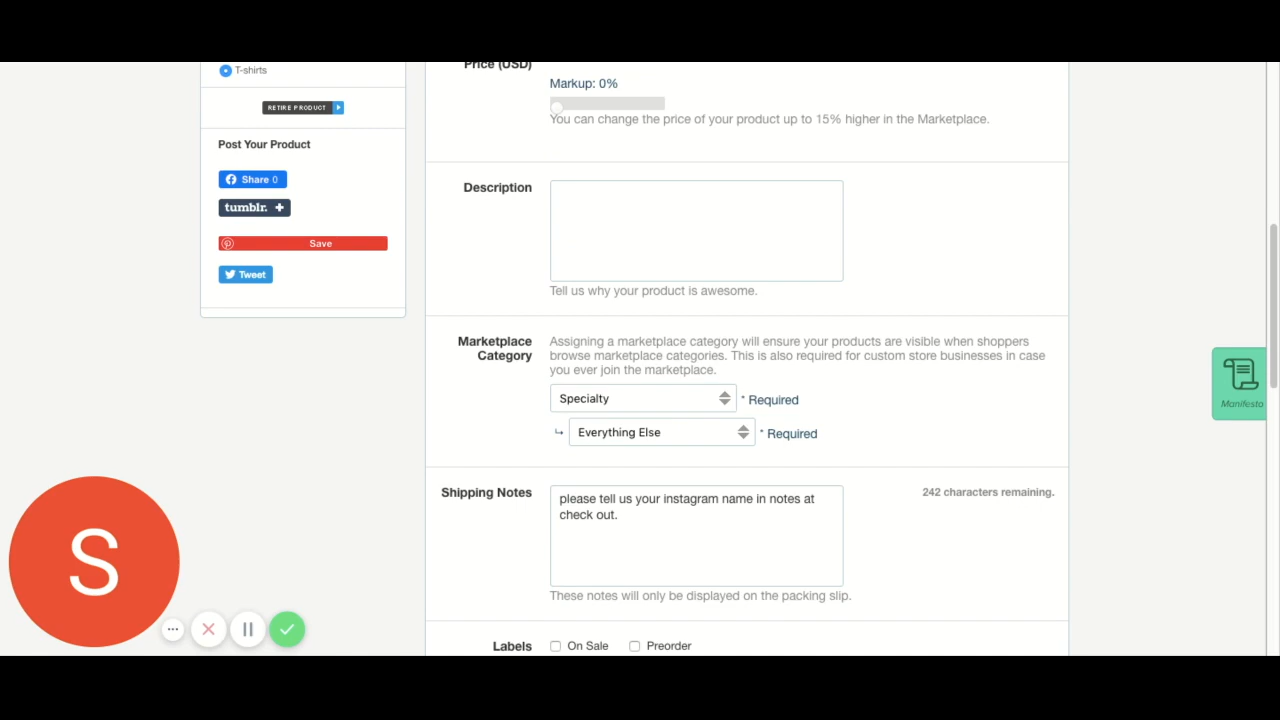 T-shirts
RETIRE PRODUCT
Post Your Product
Share 0
tumblr. +
Save
Tweet
Price (USD)
Markup: 0%
You can change the price of your product up to 15% higher in the Marketplace.
Description
Tell us why your product is awesome.
Marketplace
Category
Assigning a marketplace category will ensure your products are visible when shoppers
browse marketplace categories. This is also required for custom store businesses in case
you ever join the marketplace.
Specialty
* Required
Everything Else
* Required
Shipping Notes
please tell us your instagram name in notes at
check out.
242 characters remaining.
These notes will only be displayed on the packing slip.
Labels
On Sale
Preorder
Manifesto
S